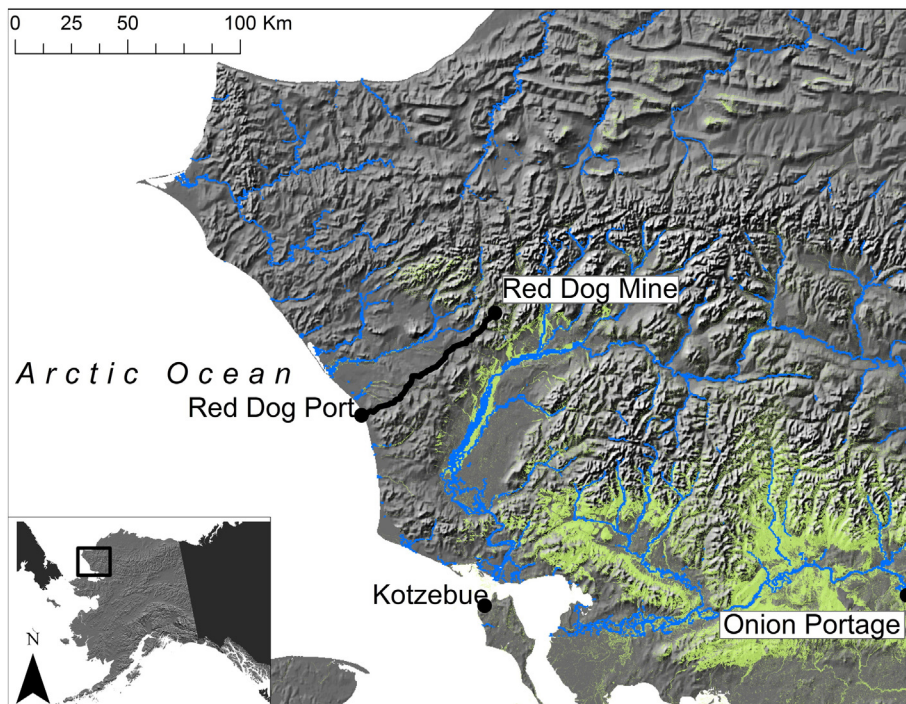 0 25 50 100 Km
Red Dog Mine
Arctic Ocean
Red Dog Port
Kotzebue
Onion Portage
N